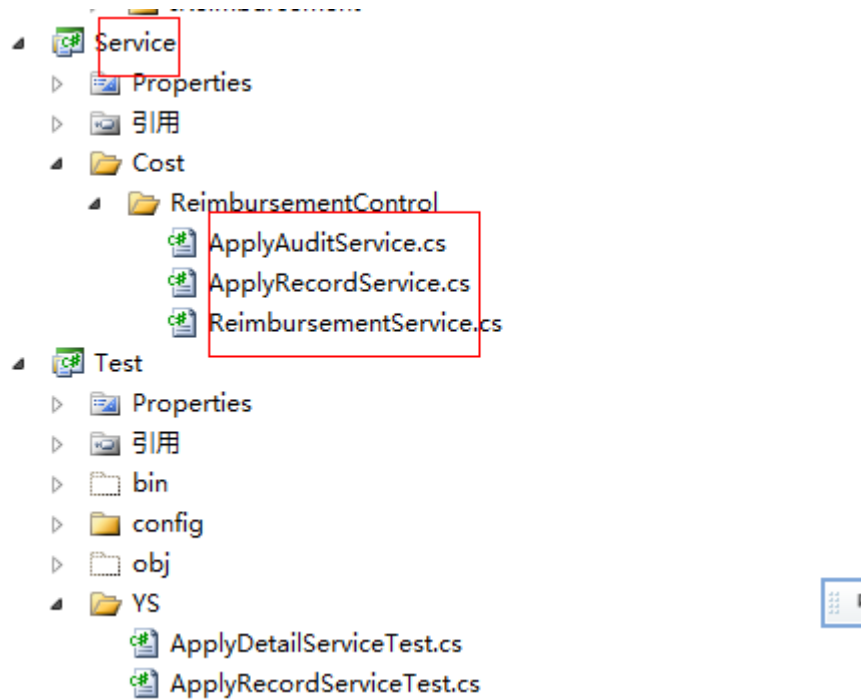 Service
Properties
引用
Cost
ReimbursementControl
ApplyAuditService.cs
ApplyRecordService.cs
ReimbursementService.cs
Test
Properties
引用
bin
config
obj
YS
ApplyDetailServiceTest.cs
ApplyRecordServiceTest.cs